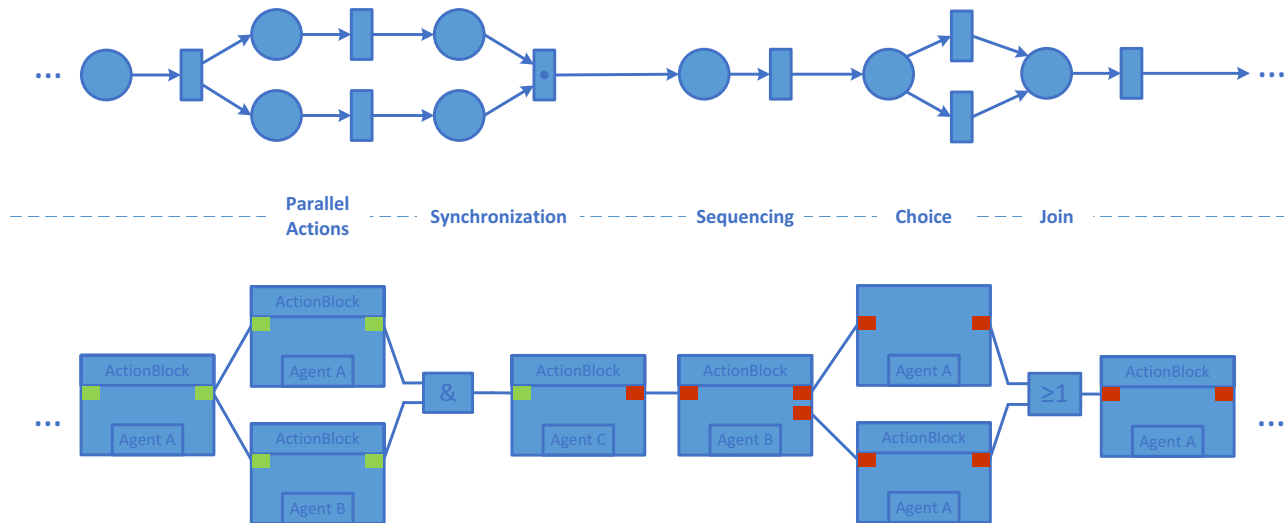 ...
...
Parallel
Actions
Synchronization
Sequencing
Choice
Join
ActionBlock
Agent A
ActionBlock
Agent A
ActionBlock
Agent B
&
ActionBlock
Agent C
ActionBlock
Agent B
Agent A
ActionBlock
Agent A
≥1
ActionBlock
Agent A
...
...